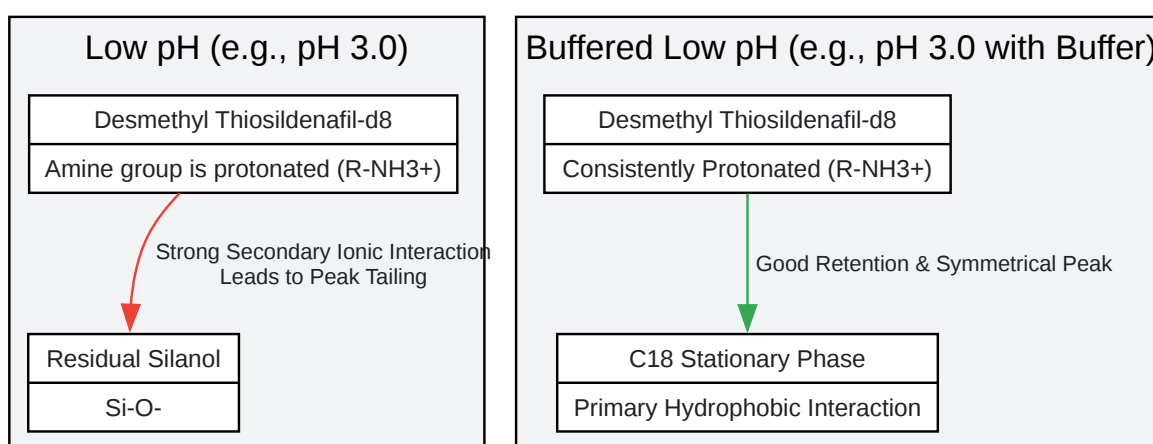 Low pH (e.g., pH 3.0)
Desmethyl Thiosildenafil-d8
Amine group is protonated (R-NH3+)
Strong Secondary Ionic Interaction
Leads to Peak Tailing
Residual Silanol
Si-O-
Buffered Low pH (e.g., pH 3.0 with Buffer)
Desmethyl Thiosildenafil-d8
Consistently Protonated (R-NH3+)
Good Retention & Symmetrical Peak
C18 Stationary Phase
Primary Hydrophobic Interaction